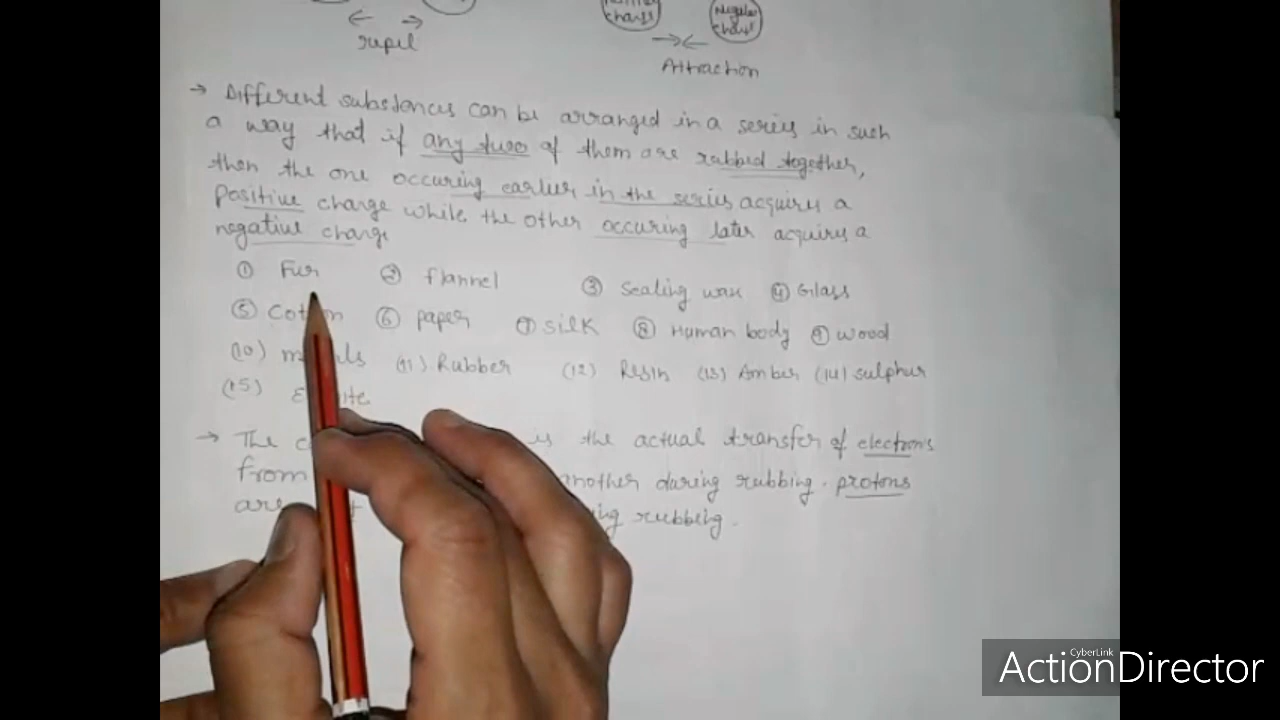 rupil
charge
Negative charge
Attraction
→ Different substances can be arranged in a series in such
a way that if any two of them are rubbed together,
then the one occuring earlier in the series acquires a
positive charge while the other occuring later acquires a
negative charge
① Fur ② flannel ③ Sealing wax ④ Glass
⑤ Cotton ⑥ paper ⑦ silk ⑧ Human body ⑨ wood
(10) (11) Rubber (12) Resin (13) Amber (14) sulphur
(15)
→ The is the actual transfer of electrons
from another during rubbing. protons
are rubbing.
CyberLink
ActionDirector